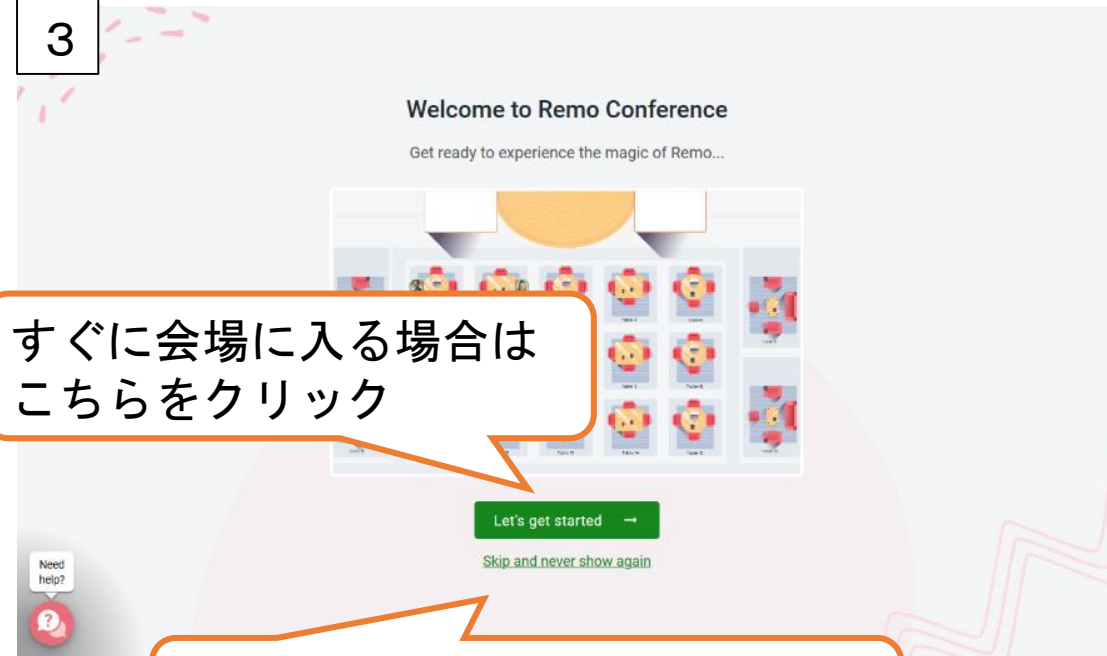 3
Welcome to Remo Conference
Get ready to experience the magic of Remo...
すぐに会場に入る場合は
こちらをクリック
Let's get started →
Skip and never show again
Need
help?